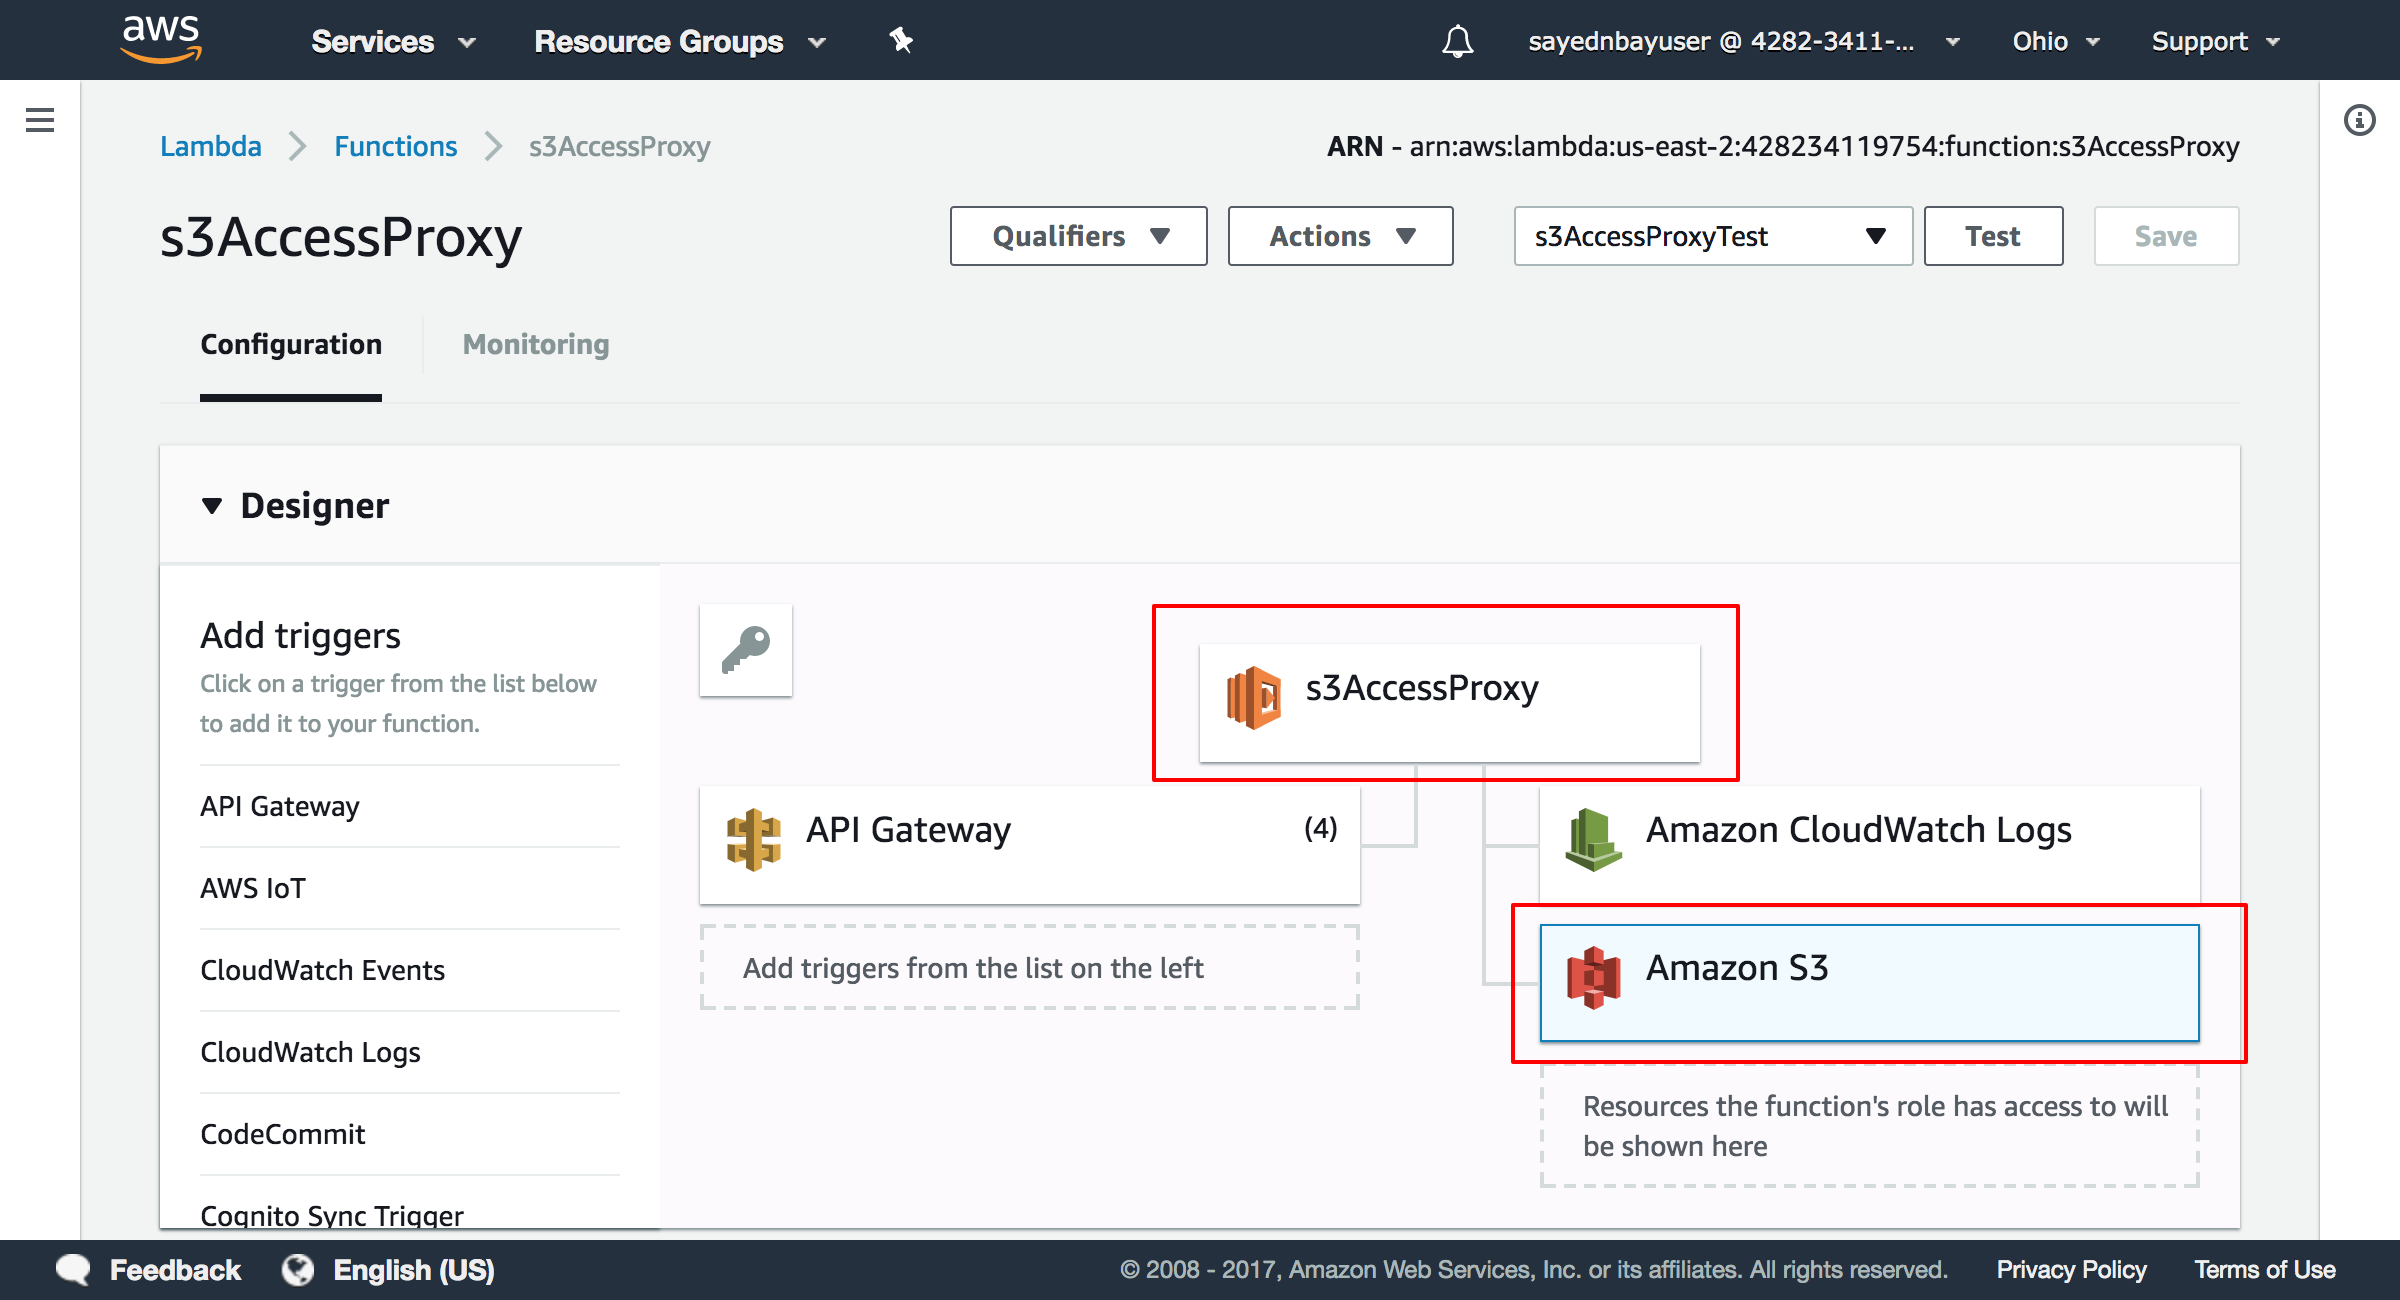 aws
Services
Resource Groups
sayednbayuser @ 4282-3411-...
Ohio
Support
Lambda
Functions
s3AccessProxy
ARN - arn:aws:lambda:us-east-2:428234119754:function:s3AccessProxy
s3AccessProxy
Qualifiers
Actions
s3AccessProxyTest
Test
Save
Configuration
Monitoring
Designer
Add triggers
Click on a trigger from the list below
to add it to your function.
API Gateway
AWS IoT
CloudWatch Events
CloudWatch Logs
CodeCommit
Cognito Sync Trigger
s3AccessProxy
API Gateway (4)
Add triggers from the list on the left
Amazon CloudWatch Logs
Amazon S3
Resources the function's role has access to will
be shown here
Feedback
English (US)
© 2008 - 2017, Amazon Web Services, Inc. or its affiliates. All rights reserved.
Privacy Policy
Terms of Use